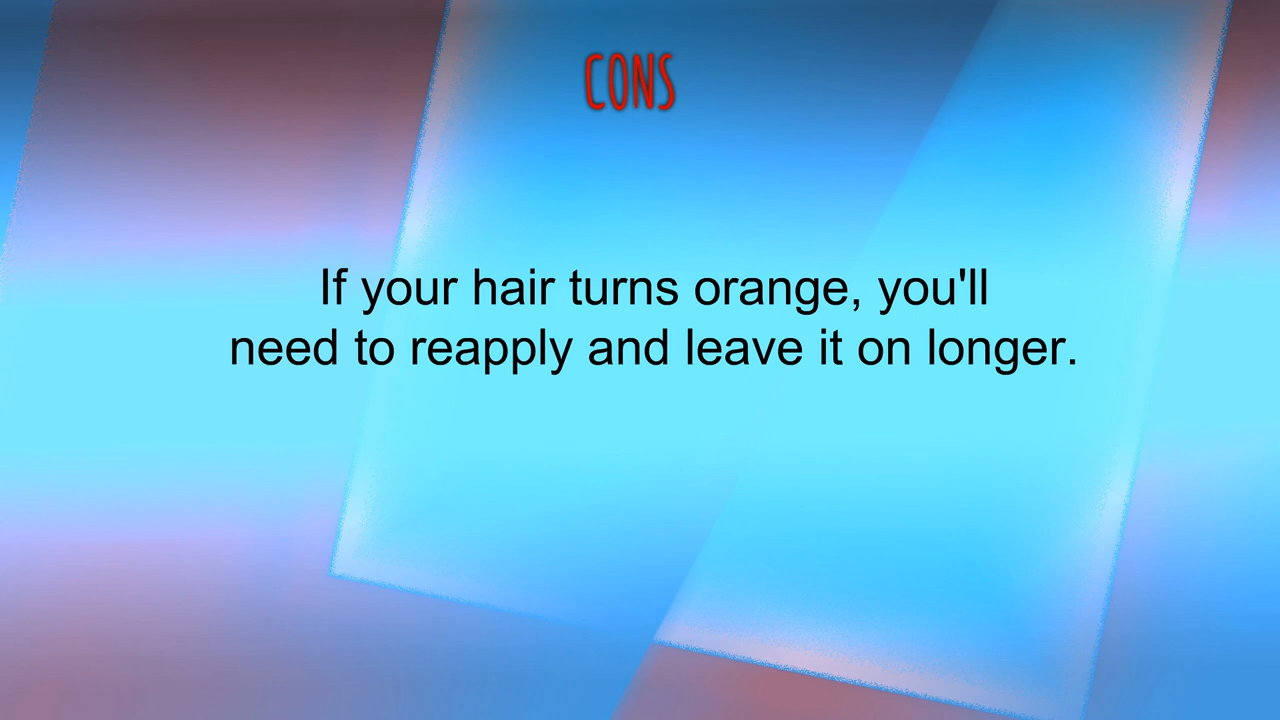 CONS
If your hair turns orange, you'll
need to reapply and leave it on longer.